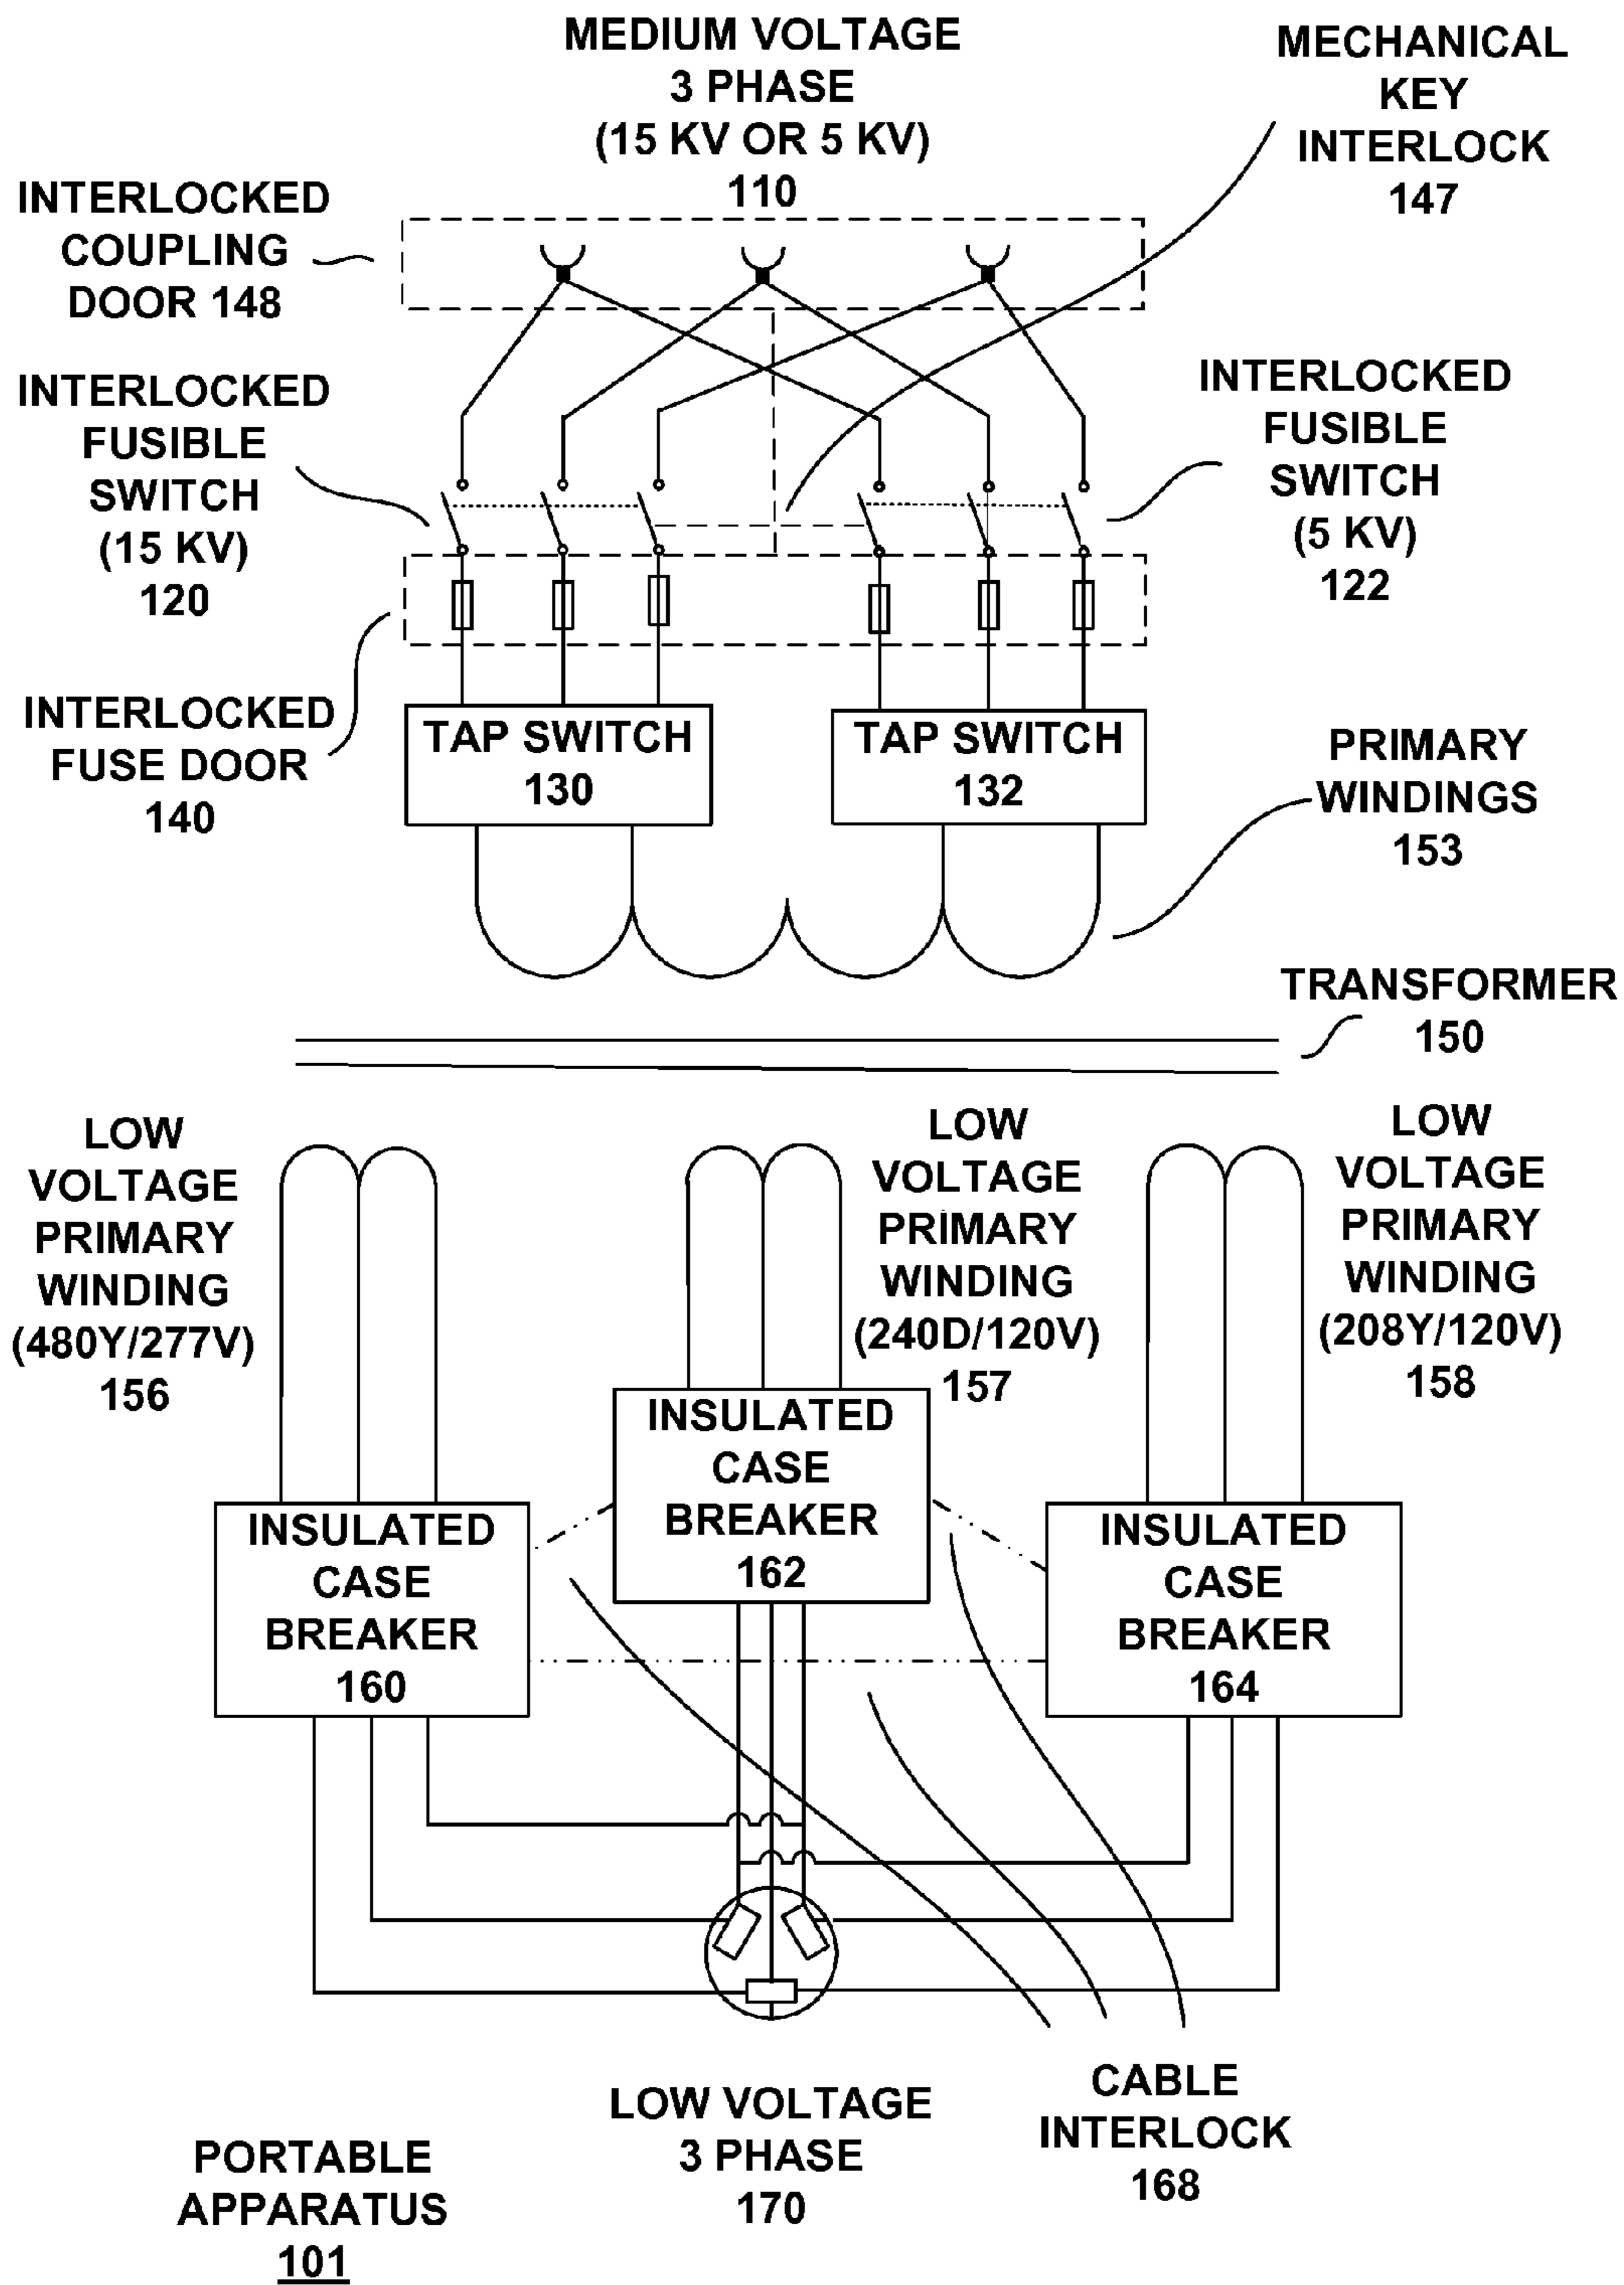 MEDIUM VOLTAGE
3 PHASE
(15 KV OR 5 KV)
110
MECHANICAL
KEY
INTERLOCK
147
INTERLOCKED
COUPLING
DOOR 148
INTERLOCKED
FUSIBLE
SWITCH
(15 KV)
120
INTERLOCKED
FUSIBLE
SWITCH
(5 KV)
122
INTERLOCKED
FUSE DOOR
140
TAP SWITCH
130
TAP SWITCH
132
PRIMARY
WINDINGS
153
TRANSFORMER
150
LOW
VOLTAGE
PRIMARY
WINDING
(480Y/277V)
156
LOW
VOLTAGE
PRIMARY
WINDING
(240D/120V)
157
LOW
VOLTAGE
PRIMARY
WINDING
(208Y/120V)
158
INSULATED
CASE
BREAKER
160
INSULATED
CASE
BREAKER
162
INSULATED
CASE
BREAKER
164
CABLE
INTERLOCK
168
LOW VOLTAGE
3 PHASE
170
PORTABLE
APPARATUS
101